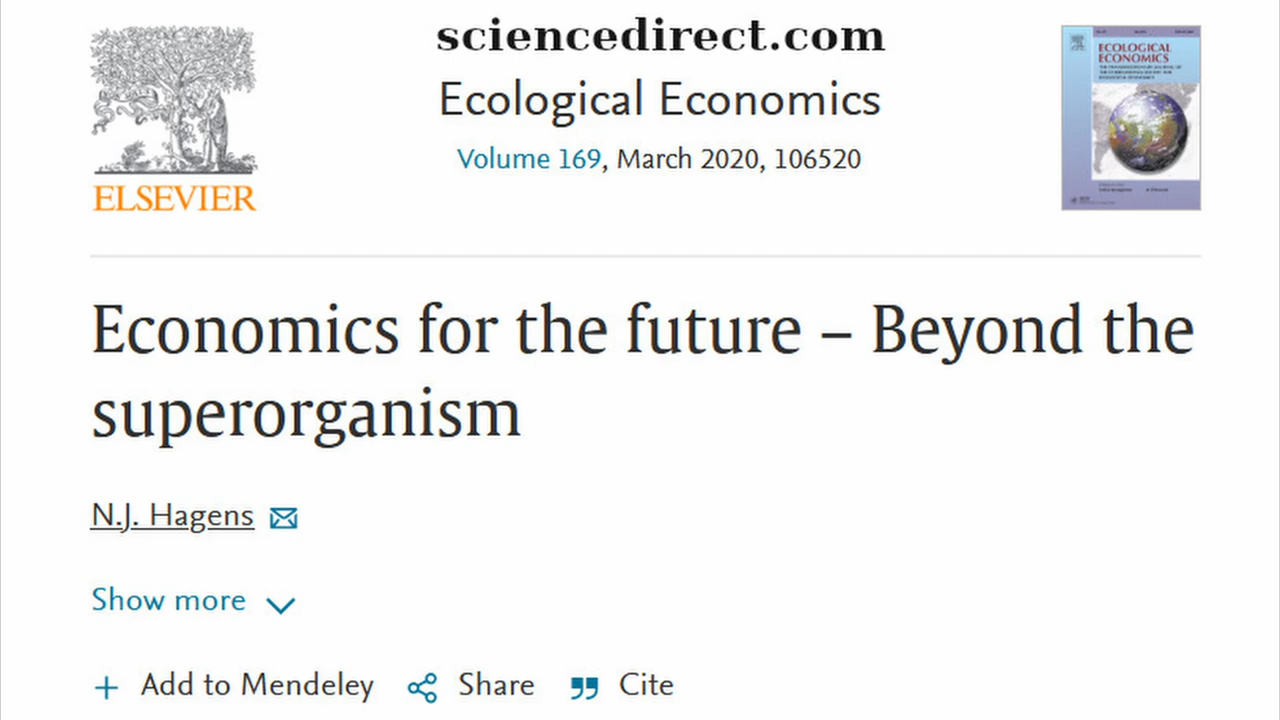 sciencedirect.com
Ecological Economics
Volume 169, March 2020, 106520
ELSEVIER
ECOLOGICAL
ECONOMICS
Economics for the future – Beyond the
superorganism
N.J. Hagens
Show more
Add to Mendeley
Share
Cite